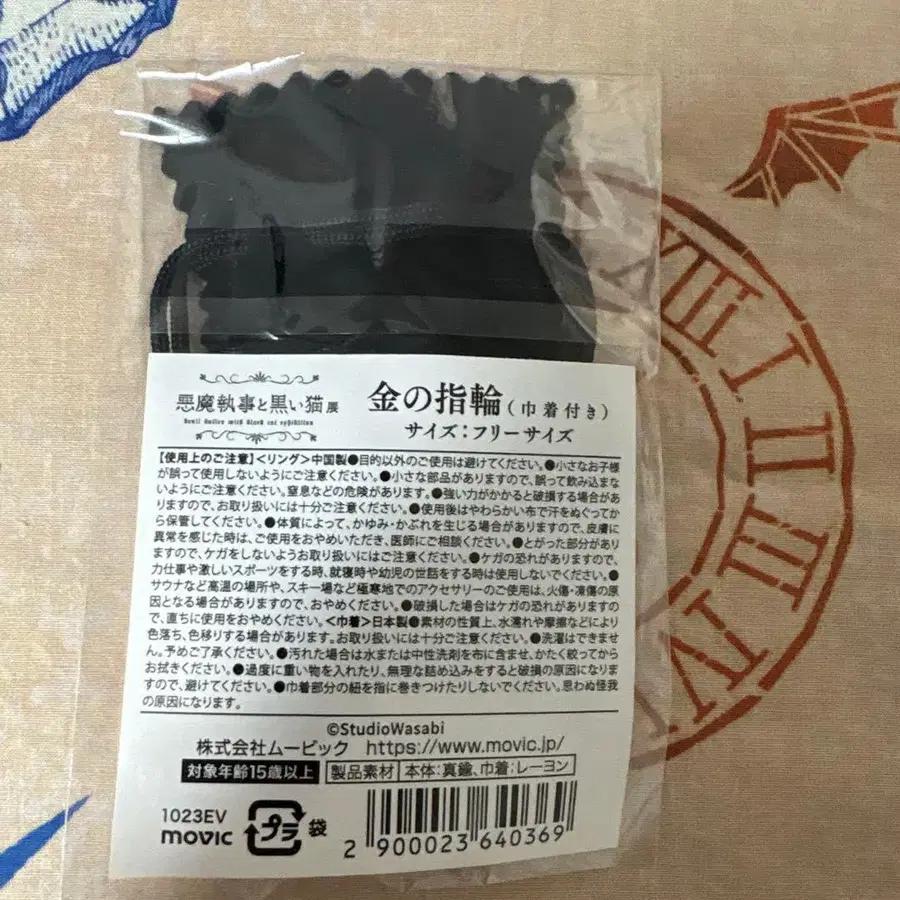 悪魔執事と黒い猫展
Devil Butler with Black Cat exhibition
金の指輪(巾着付き)
サイズ:フリーサイズ
【使用上のご注意】<リング>中国製●目的以外のご使用は避けてください。●小さなお子様
が誤って使用しないようにご注意ください。●小さな部品がありますので、誤って飲み込まな
いようにご注意ください。窒息などの危険があります。●強い力がかかると破損する場合があ
りますので、お取り扱いには十分ご注意ください。●使用後はやわらかい布で汗をぬぐってか
ら保管してください。●体質によって、かゆみ・かぶれを生じる場合がありますので、皮膚に
異常を感じた時は、ご使用をおやめいただき、医師にご相談ください。●とがった部分があり
ますので、ケガをしないようお取り扱いにはご注意ください。●ケガの恐れがありますので、
力仕事や激しいスポーツをする時、就寝時や幼児の世話をする時は使用しないでください。●
サウナなど高温の場所や、スキー場など極寒地でのアクセサリーのご使用は、火傷・凍傷の原
因となる場合がありますので、おやめください。●破損した場合はケガの恐れがありますの
で、直ちに使用をおやめください。<巾着>日本製●素材の性質上、水濡れや摩擦などにより
色落ち、色移りする場合があります。お取り扱いには十分ご注意ください。●洗濯はできませ
ん。予めご了承ください。●汚れた場合は水または中性洗剤を布に含ませ、かたく絞ってから
お拭きください。●過度に重い物を入れたり、無理な詰め込みをすると破損の原因になりま
すので、避けてください。●巾着部分の紐を指に巻きつけたりしないでください。思わぬ怪我
の原因になります。
©StudioWasabi
株式会社ムービック https://www.movic.jp/
対象年齢15歳以上 製品素材 本体:真鍮、巾着:レーヨン
1023EV
movic プラ 袋
2 900023 640369
VIII I II III IV